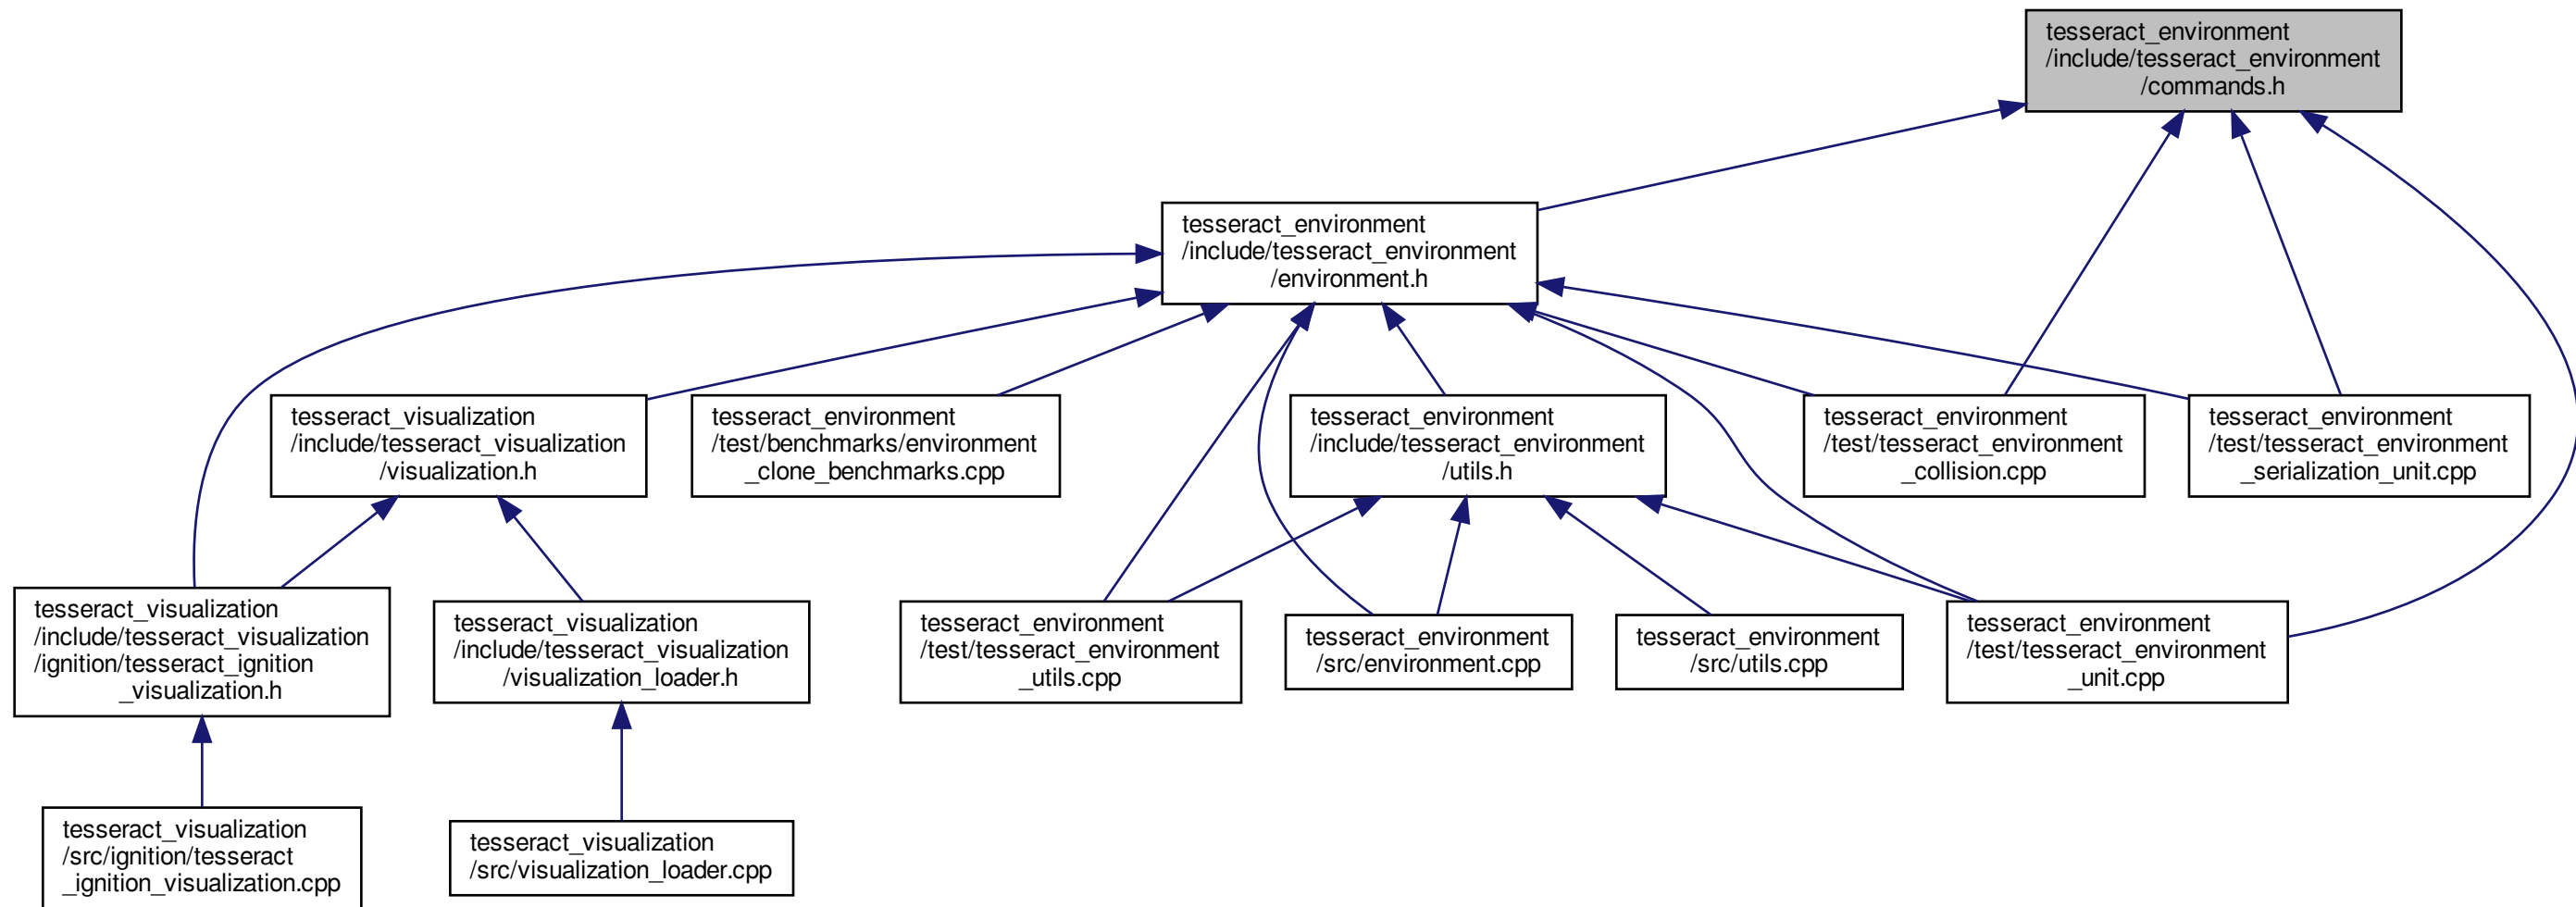 tesseract_environment
/include/tesseract_environment
/commands.h
tesseract_environment
/include/tesseract_environment
/environment.h
tesseract_visualization
/include/tesseract_visualization
/visualization.h
tesseract_environment
/test/benchmarks/environment
_clone_benchmarks.cpp
tesseract_environment
/include/tesseract_environment
/utils.h
tesseract_environment
/test/tesseract_environment
_collision.cpp
tesseract_environment
/test/tesseract_environment
_serialization_unit.cpp
tesseract_visualization
/include/tesseract_visualization
/ignition/tesseract_ignition
_visualization.h
tesseract_visualization
/include/tesseract_visualization
/visualization_loader.h
tesseract_environment
/test/tesseract_environment
_utils.cpp
tesseract_environment
/src/environment.cpp
tesseract_environment
/src/utils.cpp
tesseract_environment
/test/tesseract_environment
_unit.cpp
tesseract_visualization
/src/ignition/tesseract
_ignition_visualization.cpp
tesseract_visualization
/src/visualization_loader.cpp